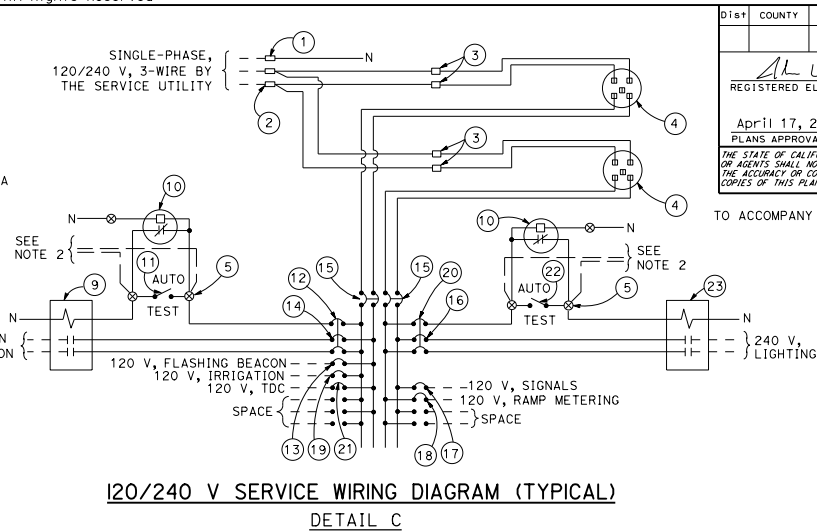 Dist COUNTY
REGISTERED EL
April 17, 2
PLANS APPROVA
THE STATE OF CALIF
OR AGENTS SHALL NO
THE ACCURACY OR CO
COPIES OF THIS PLA
TO ACCOMPANY
SINGLE-PHASE,
120/240 V, 3-WIRE BY
THE SERVICE UTILITY
1
N
2
3
3
4
4
A
10
N
SEE
NOTE 2
11
AUTO
TEST
5
9
N
N
ON
12
14
15
15
20
16
10
N
SEE
NOTE 2
AUTO
22
TEST
5
23
N
240 V,
LIGHTING
120 V, FLASHING BEACON
120 V, IRRIGATION
120 V, TDC
SPACE
13
19
21
120 V, SIGNALS
120 V, RAMP METERING
SPACE
18
17
120/240 V SERVICE WIRING DIAGRAM (TYPICAL)
DETAIL C